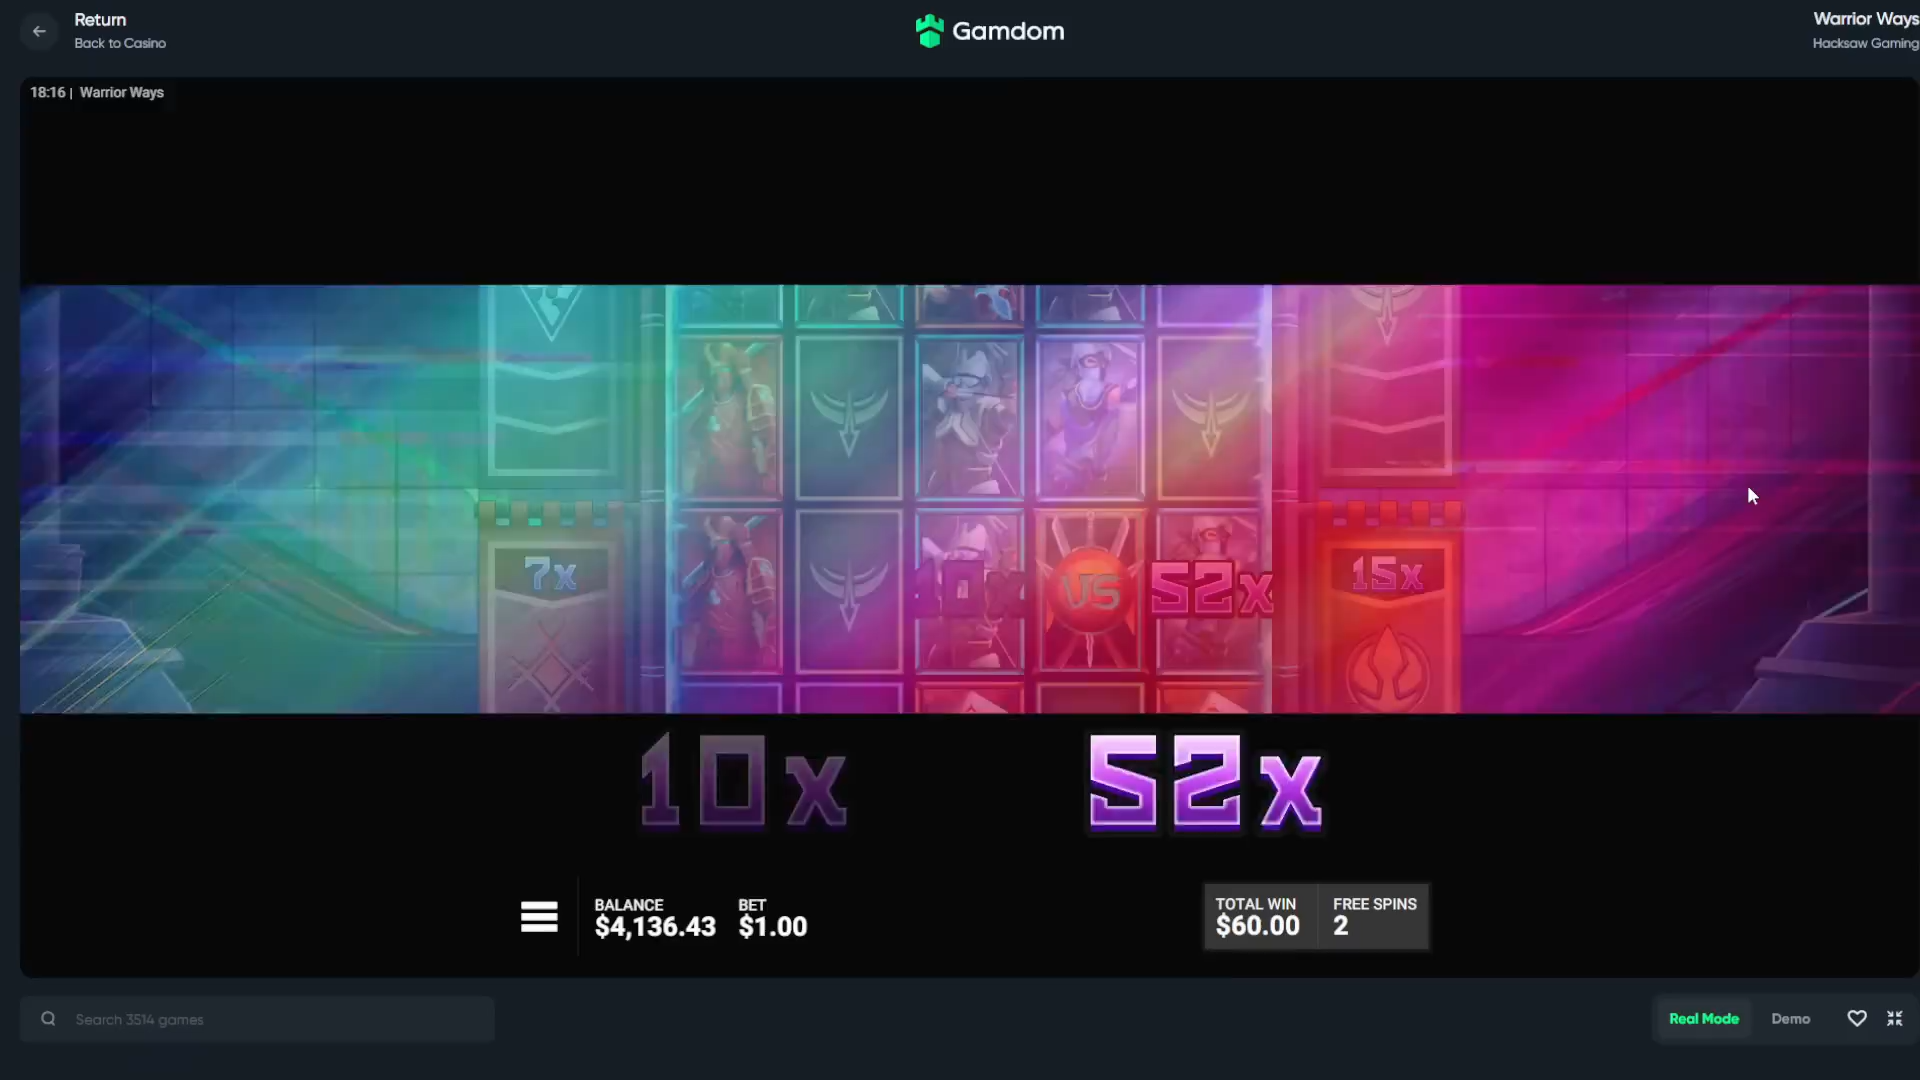 Return
Back to Casino
Gamdom
Warrior Ways
Hacksaw Gaming
18:16 | Warrior Ways
7x
10x
VS
52x
15x
10x
52x
BALANCE
$4,136.43
BET
$1.00
TOTAL WIN
$60.00
FREE SPINS
2
Search 3514 games
Real Mode
Demo